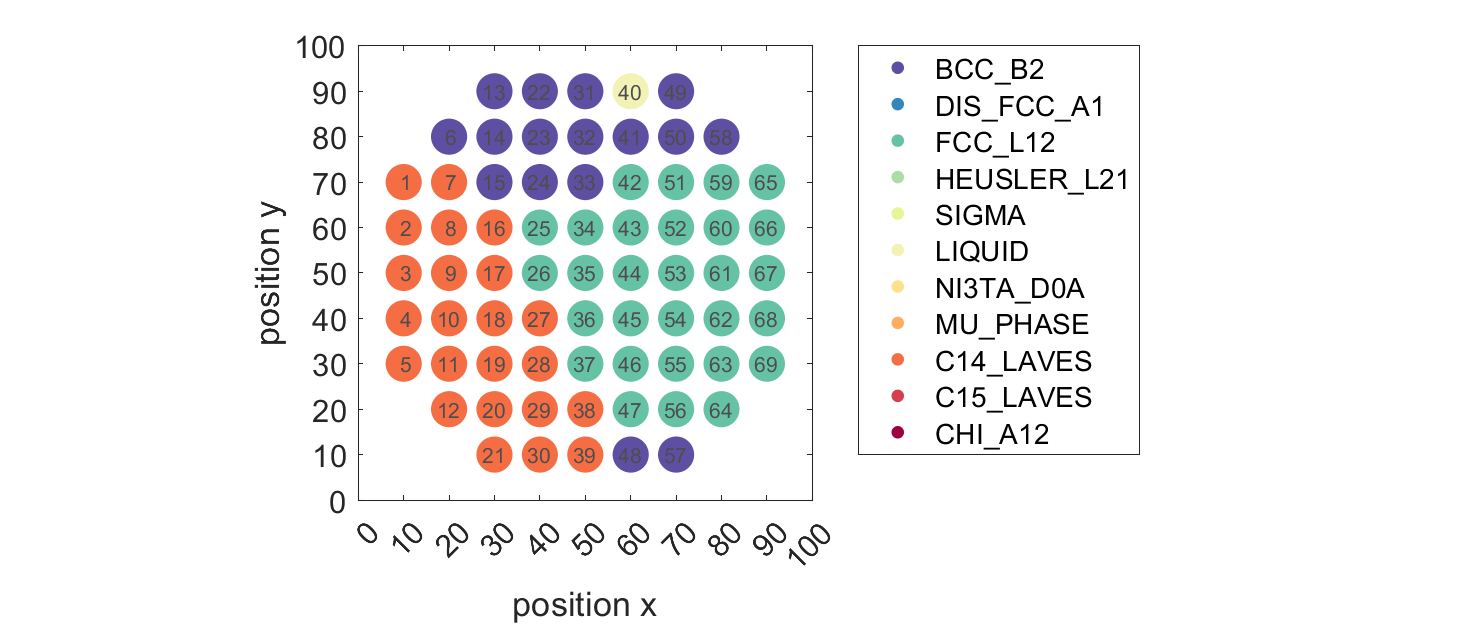 100
90 13 22 31 40 49 BCC_B2
DIS_FCC_A1
80 6 14 23 32 41 50 58 FCC_L12
70 1 7 15 24 33 42 51 59 65 HEUSLER_L21
60 2 8 16 25 34 43 52 60 66 SIGMA
LIQUID
50 3 9 17 26 35 44 53 61 67 NI3TA_D0A
40 4 10 18 27 36 45 54 62 68 MU_PHASE
30 5 11 19 28 37 46 55 63 69 C14_LAVES
20 12 20 29 38 47 56 64 C15_LAVES
10 21 30 39 48 57 CHI_A12
0
0 10 20 30 40 50 60 70 80 90 100
position x
position y